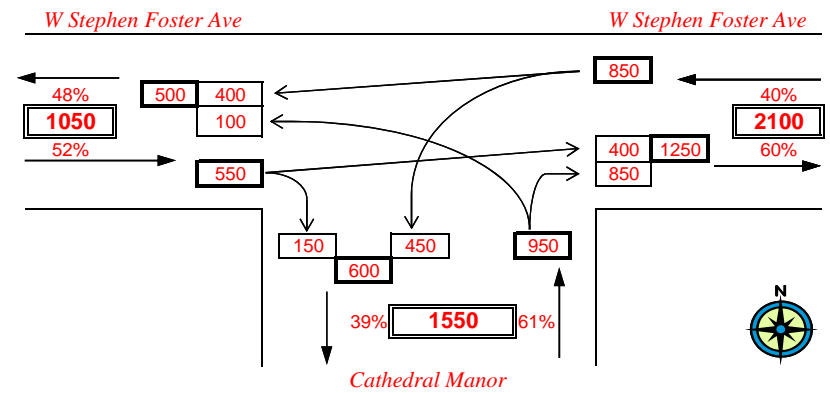 W Stephen Foster Ave W Stephen Foster Ave
850
48% 500 400 40%
1050 100 2100
52% 400 1250 60%
550 850
150 450 950
600
N
39% 1550 61%
Cathedral Manor